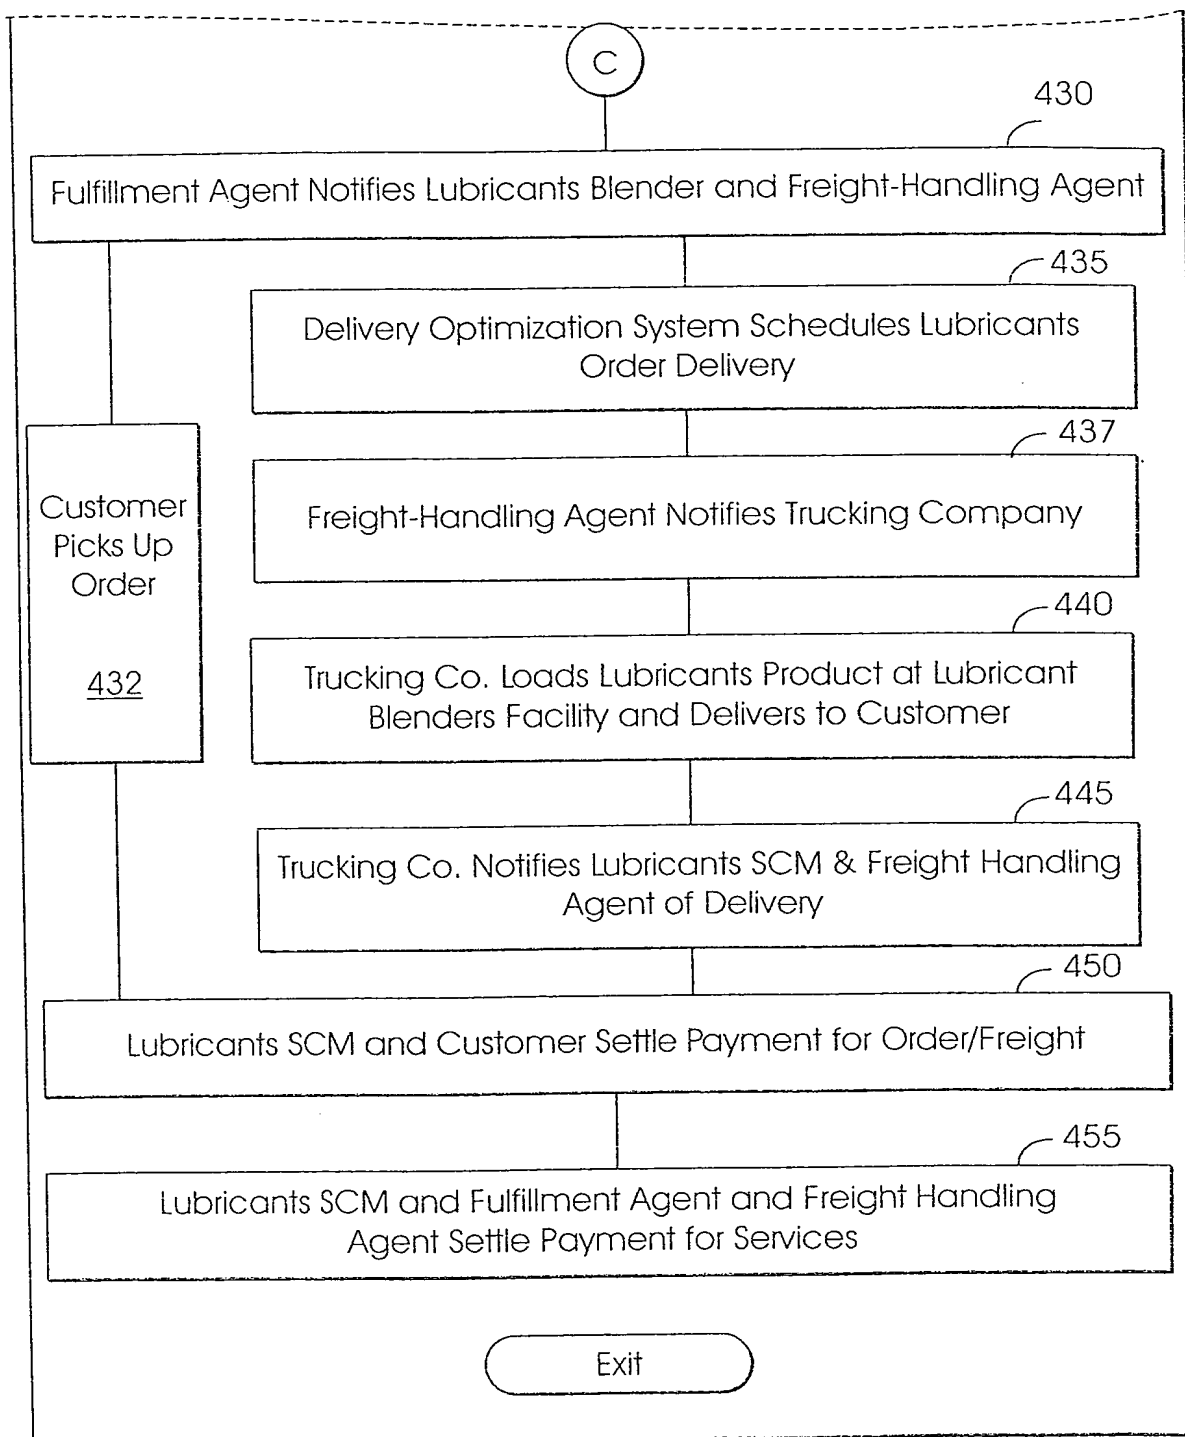 C
430
Fulfillment Agent Notifies Lubricants Blender and Freight-Handling Agent
435
Delivery Optimization System Schedules Lubricants
Order Delivery
437
Freight-Handling Agent Notifies Trucking Company
Customer
Picks Up
Order
432
440
Trucking Co. Loads Lubricants Product at Lubricant
Blenders Facility and Delivers to Customer
445
Trucking Co. Notifies Lubricants SCM & Freight Handling
Agent of Delivery
450
Lubricants SCM and Customer Settle Payment for Order/Freight
455
Lubricants SCM and Fulfillment Agent and Freight Handling
Agent Settle Payment for Services
Exit